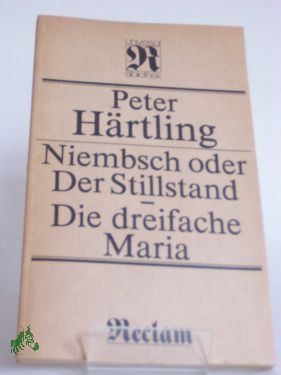 Universal
R
Bibliothek
Peter
Härtling
Niembsch oder
Der Stillstand
–
Die dreifache
Maria
Reclam